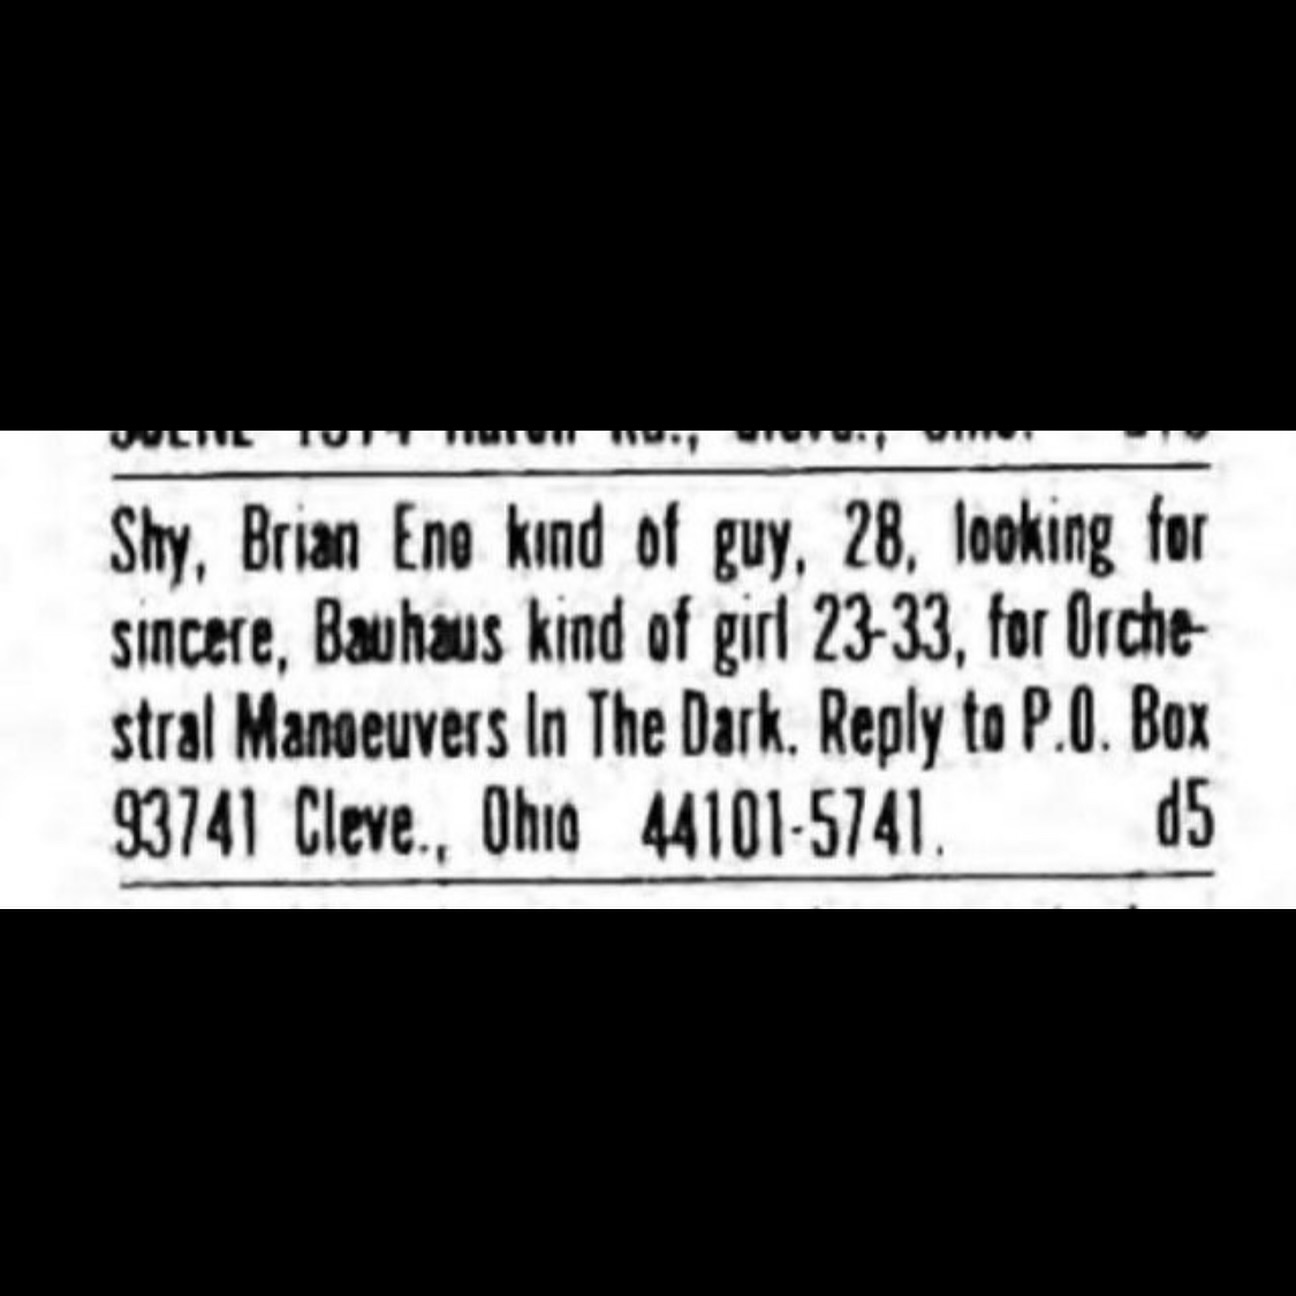 Shy, Brian Eno kind of guy, 28, looking for
sincere, Bauhaus kind of girl 23-33, for Orche-
stral Manoeuvers In The Dark. Reply to P.O. Box
93741 Cleve., Ohio 44101-5741. d5